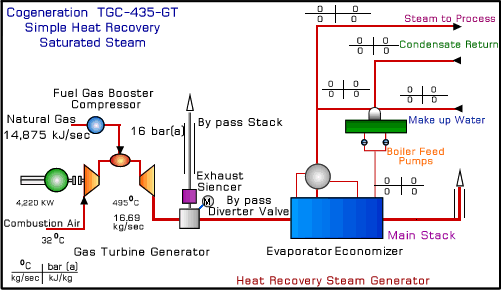 Cogeneration TGC-435-GT
Simple Heat Recovery
Saturated Steam
0 0
0 0
Steam to Process
0 0
0 0
Condensate Return
0 0
0 0
0 0
0 0
Make up Water
Fuel Gas Booster
Compressor
Natural Gas
14,875 kJ/sec
16 bar(a)
By pass Stack
Boiler Feed
Pumps
Exhaust
Siencer
M
By pass
Diverter Valve
0 0
0 0
4,220 KW
495°C
16,69
kg/sec
Combustion Air
32°C
Gas Turbine Generator
Evaporator Economizer
Main Stack
°C bar (a)
kg/sec kJ/kg
Heat Recovery Steam Generator